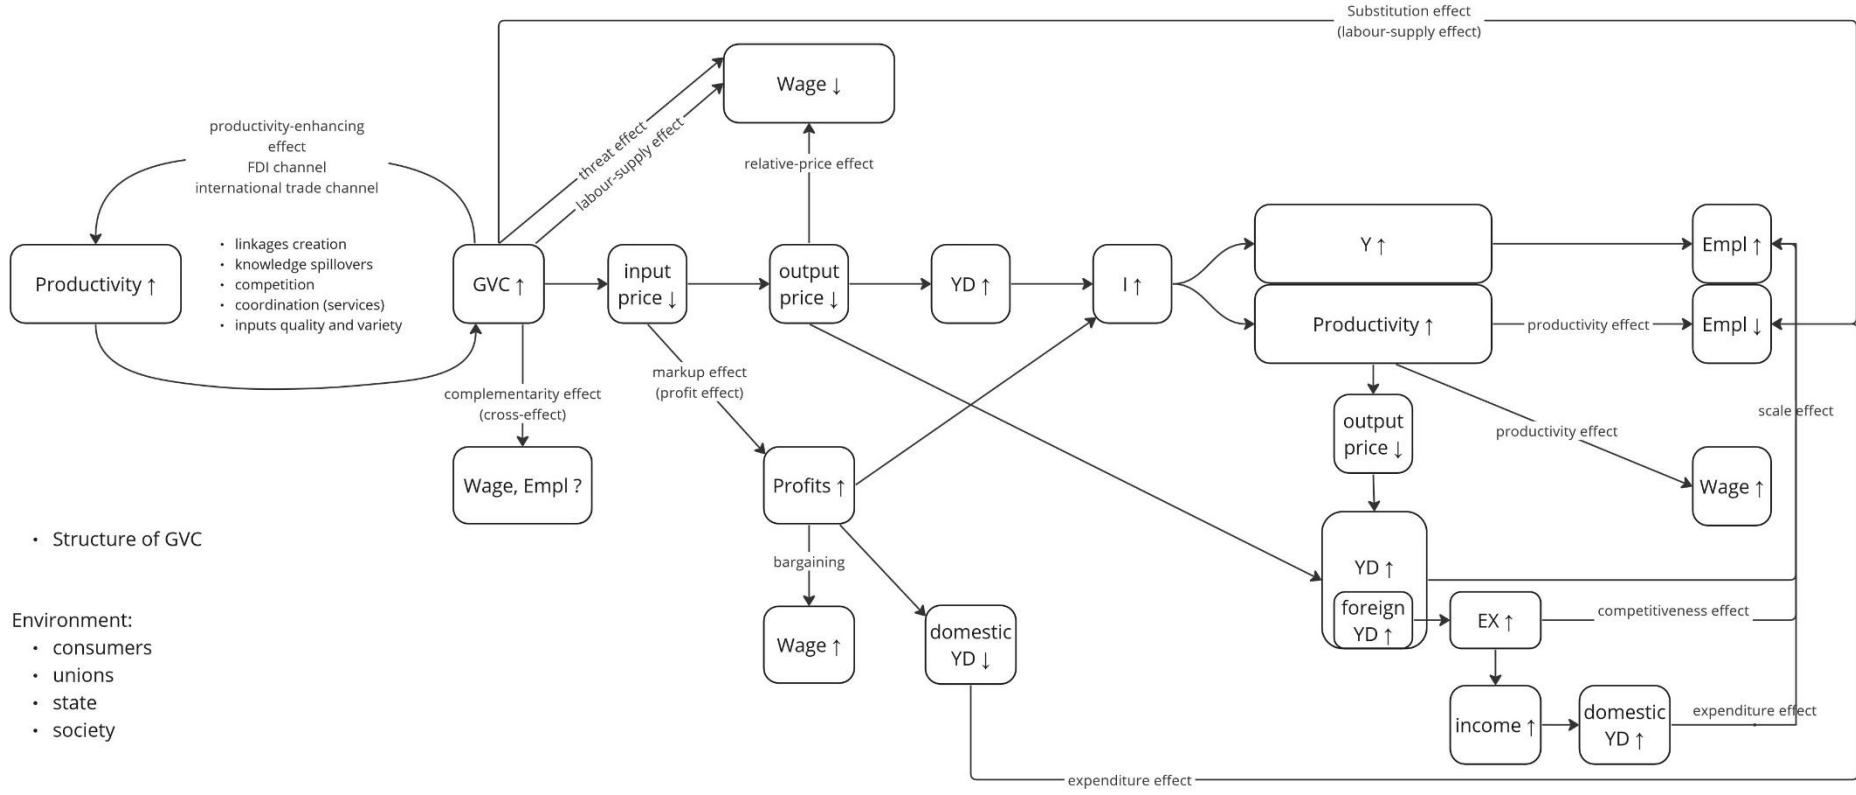 Substitution effect
(labour-supply effect)
Wage ↓
productivity-enhancing
effect
FDI channel
international trade channel
threat effect
labour-supply effect
relative-price effect
• linkages creation
• knowledge spillovers
• competition
• coordination (services)
• inputs quality and variety
Productivity ↑
GVC ↑
input
price ↓
output
price ↓
YD ↑
I ↑
Y ↑
Empl ↑
Productivity ↑
productivity effect
Empl ↓
complementarity effect
(cross-effect)
markup effect
(profit effect)
scale effect
output
price ↓
productivity effect
Wage, Empl ?
Profits ↑
Wage ↑
• Structure of GVC
bargaining
YD ↑
foreign
YD ↑
EX ↑
competitiveness effect
Wage ↑
domestic
YD ↓
Environment:
• consumers
• unions
• state
• society
income ↑
domestic
YD ↑
expenditure effect
expenditure effect